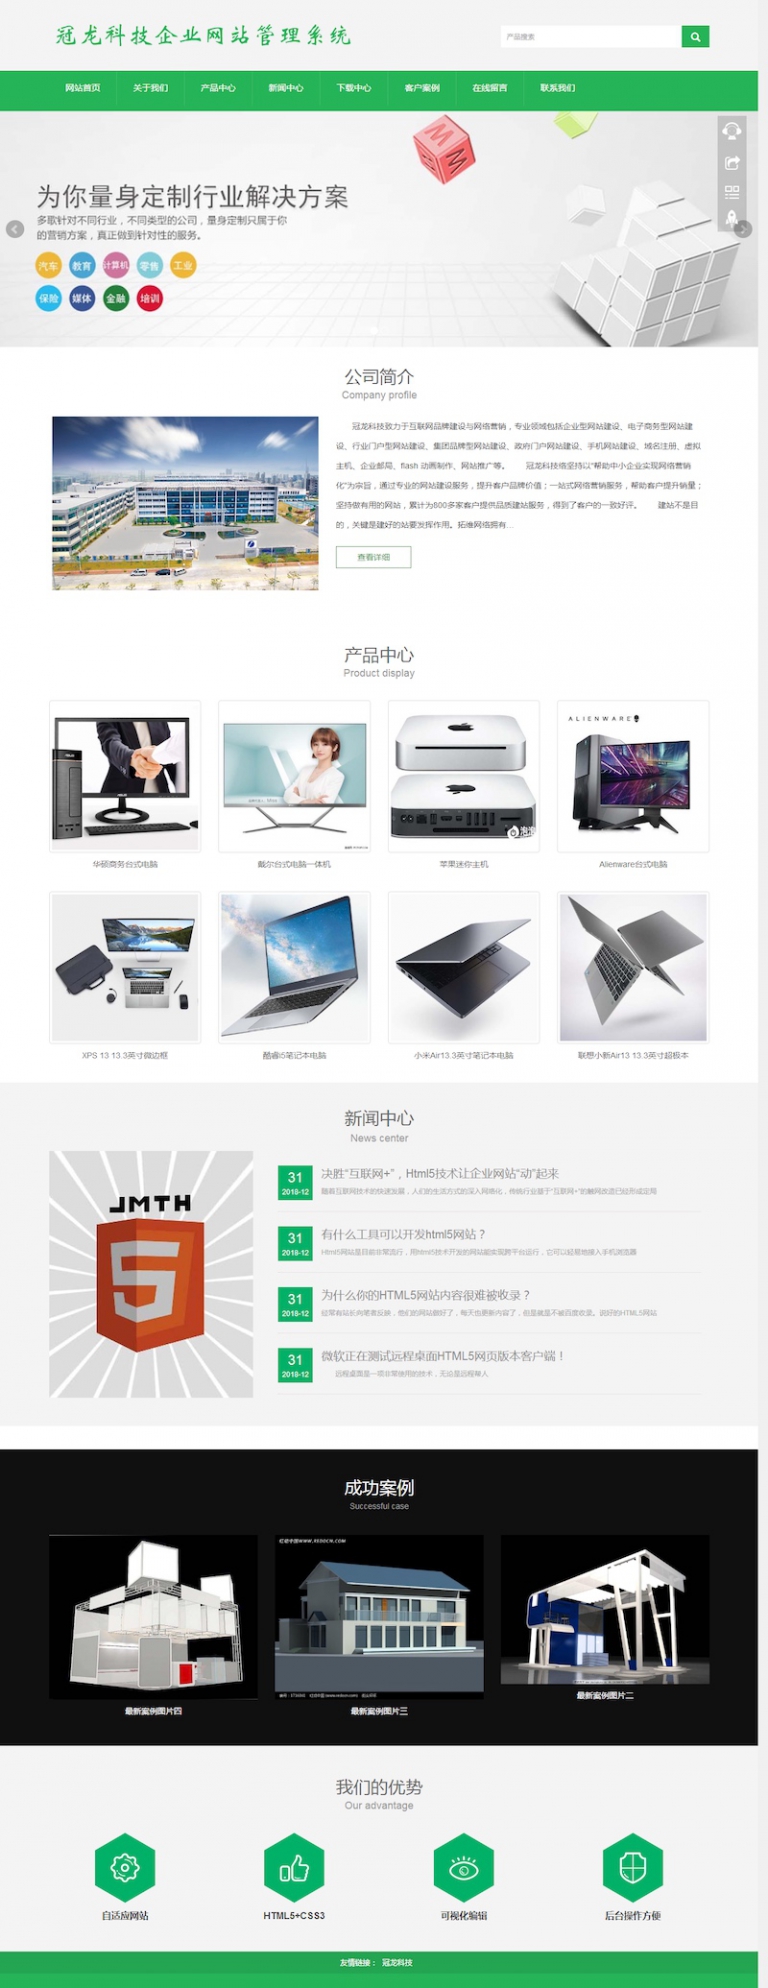 冠龙科技企业网站管理系统
产品搜索
网站首页 关于我们 产品中心 新闻中心 下载中心 客户案例 在线留言 联系我们
为你量身定制行业解决方案
多歌针对不同行业，不同类型的公司，量身定制只属于你
的营销方案，真正做到针对性的服务。
汽车 教育 计算机 零售 工业
保险 媒体 金融 培训
公司简介
Company profile
冠龙科技致力于互联网品牌建设与网络营销，专业领域包括企业型网站建设、电子商务型网站建
设、行业门户型网站建设、集团品牌型网站建设、政府门户网站建设、手机网站建设、域名注册、虚拟
主机、企业邮局、flash 动画制作、网站推广等。 冠龙科技络坚持以“帮助中小企业实现网络营销
化”为宗旨，通过专业的网站建设服务，提升客户品牌价值；一站式网络营销服务，帮助客户提升销量；
坚持做有用的网站，累计为800多家客户提供品质建站服务，得到了客户的一致好评。 建站不是目
的，关键是建好的站要发挥作用。拓维网络拥有...
查看详细
产品中心
Product display
ALIENWARE
华硕商务台式电脑 戴尔台式电脑一体机 苹果迷你主机 Alienware台式电脑
XPS 13 13.3英寸微边框 酷睿i5笔记本电脑 小米Air13.3英寸笔记本电脑 联想小新Air13 13.3英寸超极本
新闻中心
News center
JMTH
5
31
2018-12
决胜“互联网+”，Html5技术让企业网站“动”起来
随着互联网技术的快速发展，人们的生活方式的深入网络化，传统行业基于“互联网+”的触网改造已经形成定局
31
2018-12
有什么工具可以开发html5网站？
Html5网站是目前非常流行，用html5技术开发的网站能实现跨平台运行，它可以轻易地接入手机浏览器
31
2018-12
为什么你的HTML5网站内容很难被收录？
经常有站长向笔者反映，他们的网站做好了，每天也更新内容了，但是就是不被百度收录。说好的HTML5网站
31
2018-12
微软正在测试远程桌面HTML5网页版本客户端！
远程桌面是一项非常使用的技术，无论是远程单人
成功案例
Successful case
红动中国WWW.REDOCN.COM
最新案例图片四 最新案例图片三 最新案例图片二
我们的优势
Our advantage
自适应网站 HTML5+CSS3 可视化编辑 后台操作方便
友情链接： 冠龙科技